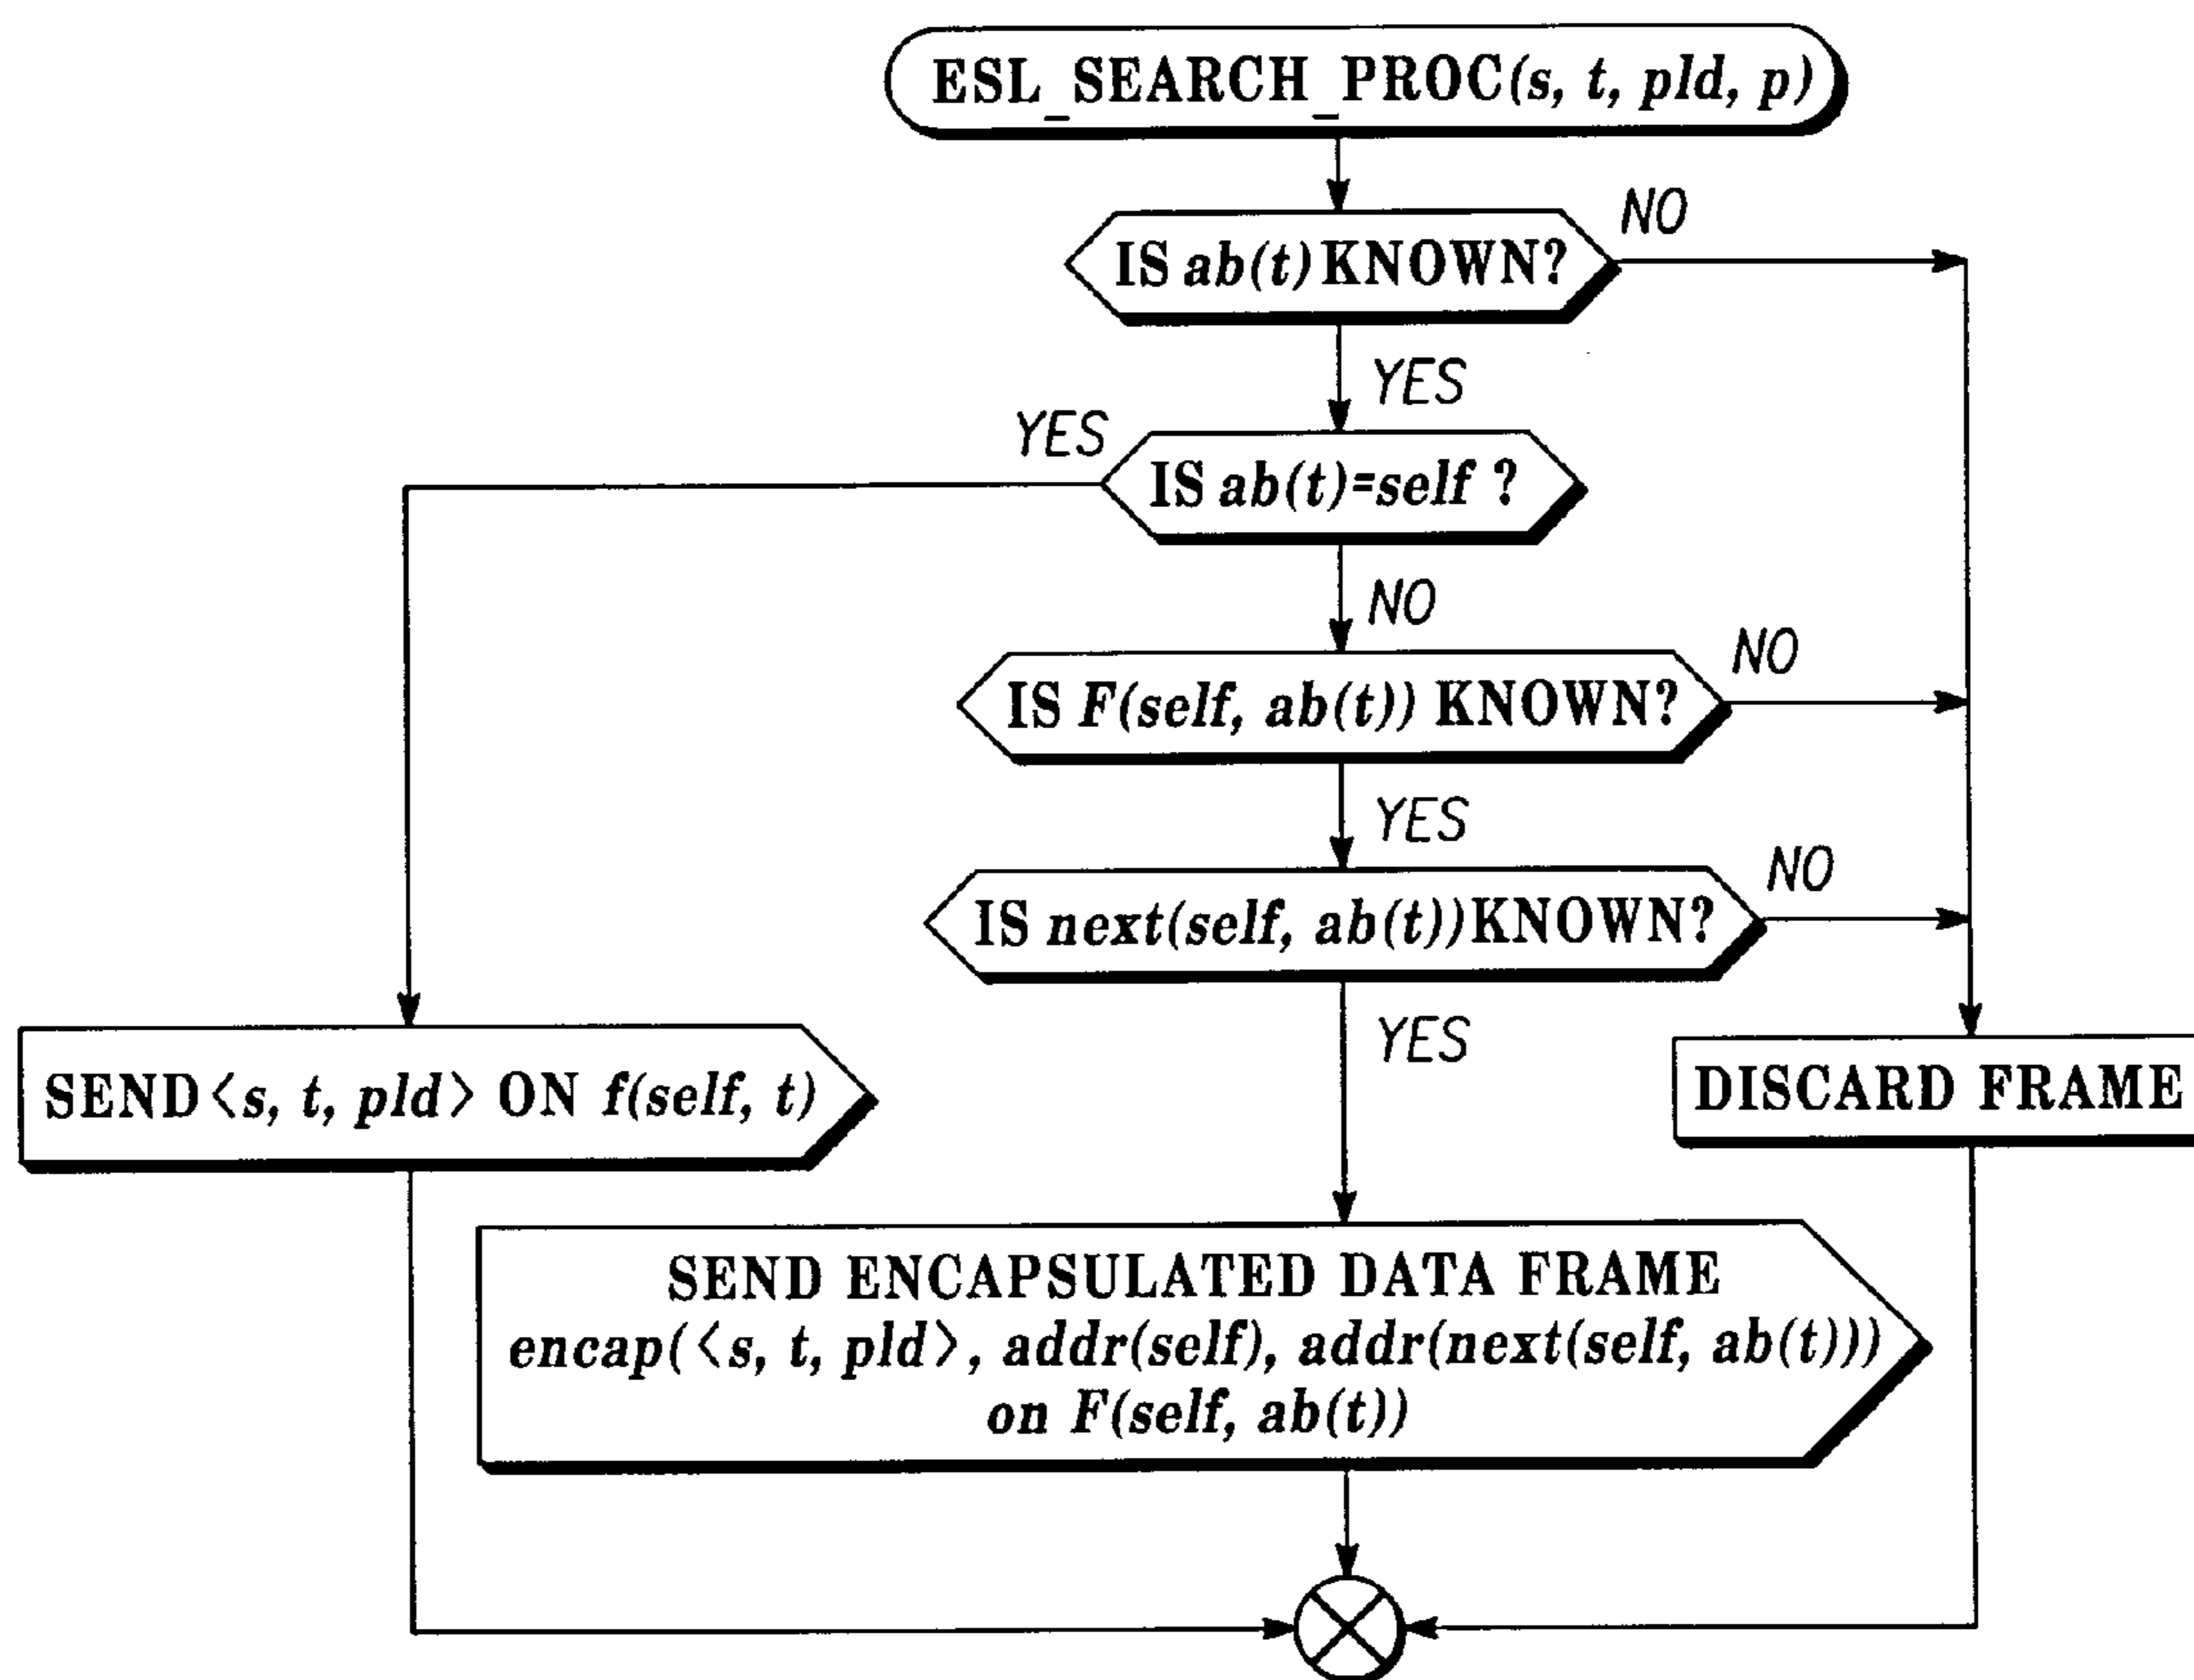 ESL_SEARCH_PROC(s, t, pld, p)
NO
IS ab(t) KNOWN?
YES
YES
IS ab(t)=self ?
NO
NO
IS F(self, ab(t)) KNOWN?
YES
NO
IS next(self, ab(t)) KNOWN?
YES
SEND <s, t, pld> ON f(self, t)
DISCARD FRAME
SEND ENCAPSULATED DATA FRAME
encap(<s, t, pld>, addr(self), addr(next(self, ab(t)))
on F(self, ab(t))